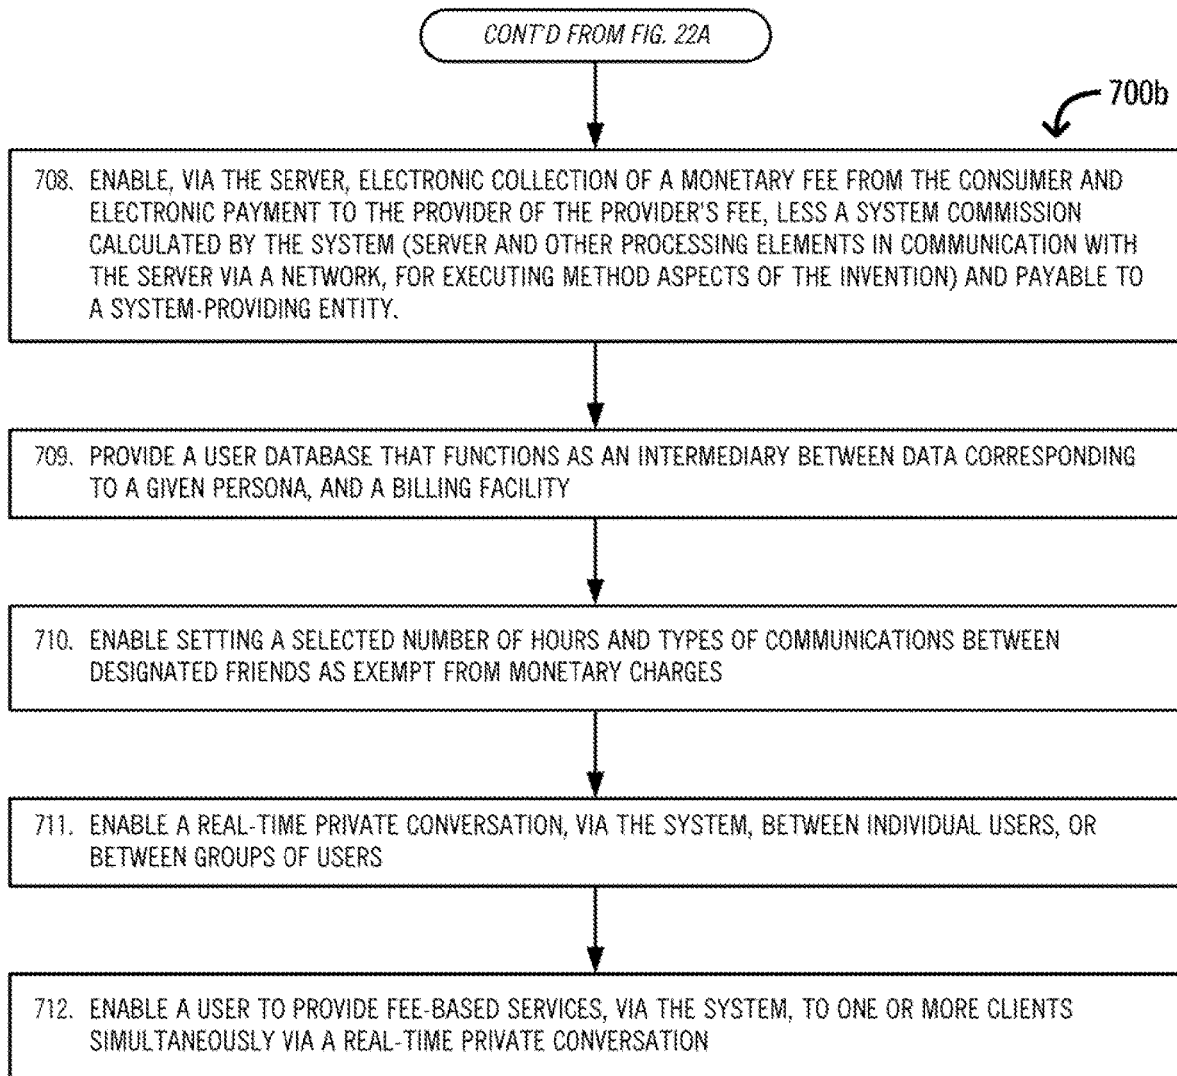 CONT'D FROM FIG. 22A
700b
708. ENABLE, VIA THE SERVER, ELECTRONIC COLLECTION OF A MONETARY FEE FROM THE CONSUMER AND
ELECTRONIC PAYMENT TO THE PROVIDER OF THE PROVIDER'S FEE, LESS A SYSTEM COMMISSION
CALCULATED BY THE SYSTEM (SERVER AND OTHER PROCESSING ELEMENTS IN COMMUNICATION WITH
THE SERVER VIA A NETWORK, FOR EXECUTING METHOD ASPECTS OF THE INVENTION) AND PAYABLE TO
A SYSTEM-PROVIDING ENTITY.
709. PROVIDE A USER DATABASE THAT FUNCTIONS AS AN INTERMEDIARY BETWEEN DATA CORRESPONDING
TO A GIVEN PERSONA, AND A BILLING FACILITY
710. ENABLE SETTING A SELECTED NUMBER OF HOURS AND TYPES OF COMMUNICATIONS BETWEEN
DESIGNATED FRIENDS AS EXEMPT FROM MONETARY CHARGES
711. ENABLE A REAL-TIME PRIVATE CONVERSATION, VIA THE SYSTEM, BETWEEN INDIVIDUAL USERS, OR
BETWEEN GROUPS OF USERS
712. ENABLE A USER TO PROVIDE FEE-BASED SERVICES, VIA THE SYSTEM, TO ONE OR MORE CLIENTS
SIMULTANEOUSLY VIA A REAL-TIME PRIVATE CONVERSATION